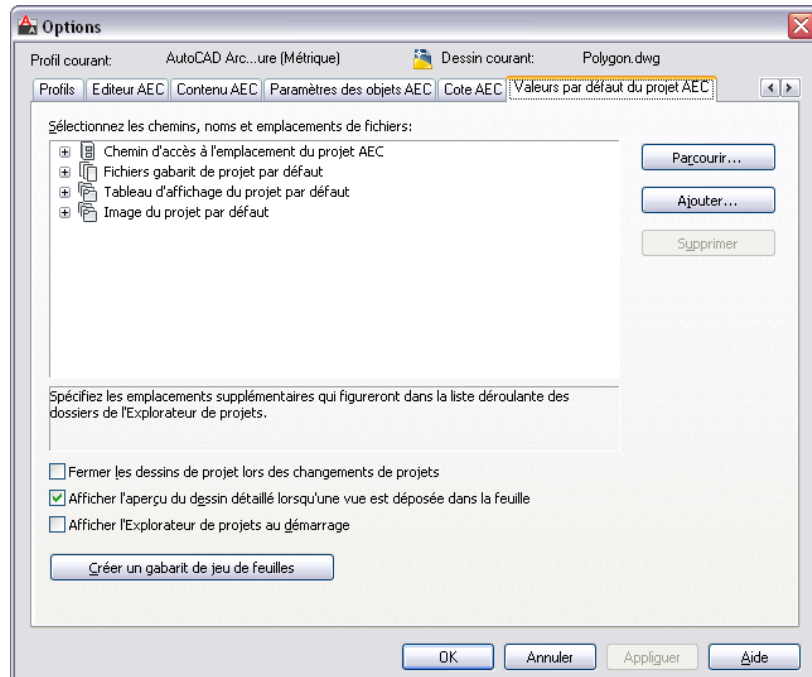 Options
Profil courant: AutoCAD Arc...ure (Métrique) Dessin courant: Polygon.dwg
Profils Editeur AEC Contenu AEC Paramètres des objets AEC Cote AEC Valeurs par défaut du projet AEC
Sélectionnez les chemins, noms et emplacements de fichiers:
Chemin d'accès à l'emplacement du projet AEC
Fichiers gabarit de projet par défaut
Tableau d'affichage du projet par défaut
Image du projet par défaut
Parcourir...
Ajouter...
Supprimer
Spécifiez les emplacements supplémentaires qui figureront dans la liste déroulante des
dossiers de l'Explorateur de projets.
Fermer les dessins de projet lors des changements de projets
Afficher l'aperçu du dessin détaillé lorsqu'une vue est déposée dans la feuille
Afficher l'Explorateur de projets au démarrage
Créer un gabarit de jeu de feuilles
OK Annuler Appliguer Aide